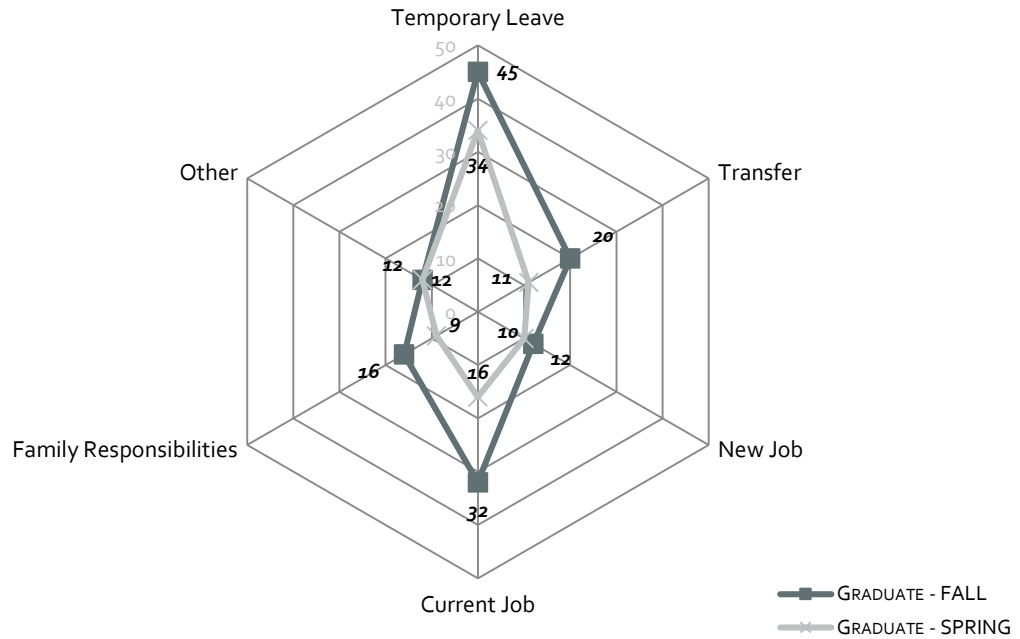 Temporary Leave
50
45
40
30
34
Other
Transfer
20
20
12
10
12
11
0
9
10
16
16
12
Family Responsibilities
New Job
32
Current Job
GRADUATE - FALL
GRADUATE - SPRING